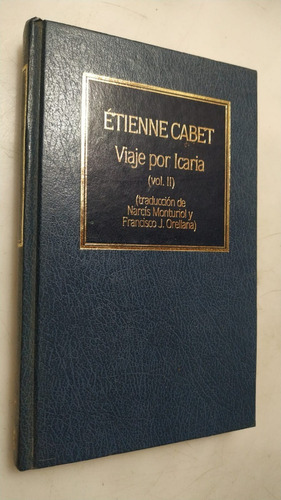 ÉTIENNE CABET
Viaje por Icaria
(vol. II)
(traducción de
Narcís Monturiol y
Francisco J. Orellana)